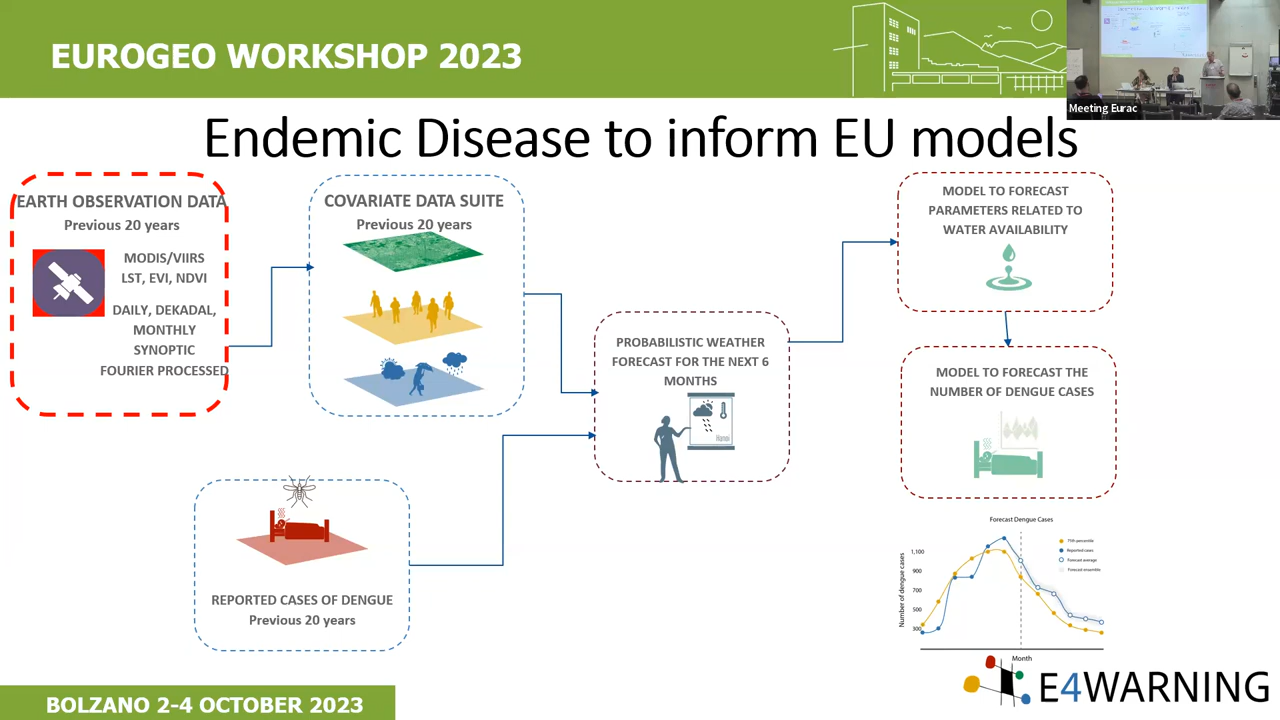 EUROGEO WORKSHOP 2023
Meeting Eurac
Endemic Disease to inform EU models
EARTH OBSERVATION DATA
Previous 20 years
MODIS/VIIRS
LST, EVI, NDVI
DAILY, DEKADAL,
MONTHLY
SYNOPTIC
FOURIER PROCESSED
COVARIATE DATA SUITE
Previous 20 years
REPORTED CASES OF DENGUE
Previous 20 years
PROBABILISTIC WEATHER
FORECAST FOR THE NEXT 6
MONTHS
Hanoi
MODEL TO FORECAST
PARAMETERS RELATED TO
WATER AVAILABILITY
MODEL TO FORECAST THE
NUMBER OF DENGUE CASES
Forecast Dengue Cases
75th percentile
Reported cases
Forecast average
Forecast ensemble
Number of dengue cases
1,100
900
700
500
300
Month
E4WARNING
BOLZANO 2-4 OCTOBER 2023